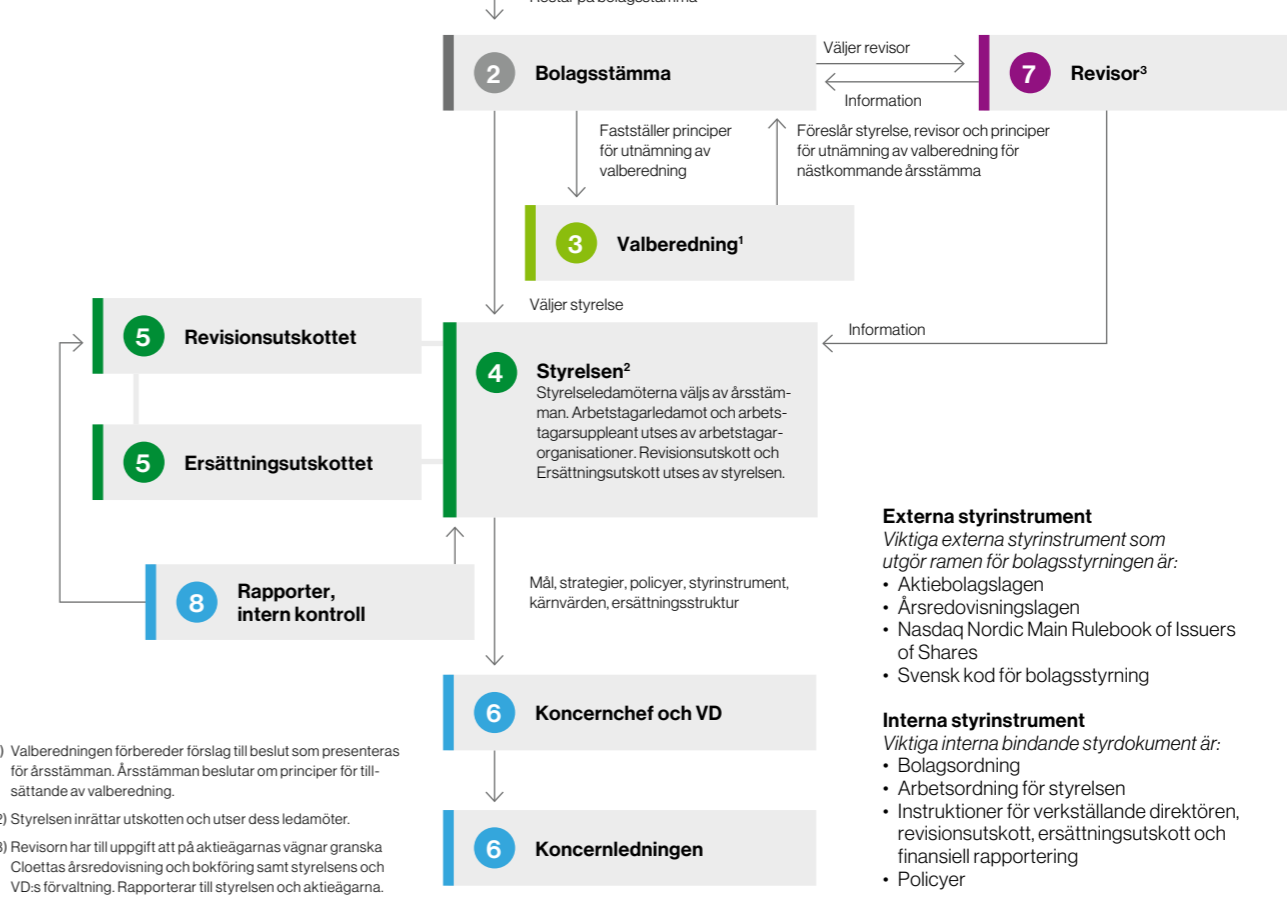 2
Bolagsstämma
Väljer revisor
Information
7
Revisor³
Fastställer principer
för utnämning av
valberedning
Föreslår styrelse, revisor och principer
för utnämning av valberedning för
nästkommande årsstämma
3
Valberedning¹
Väljer styrelse
5
Revisionsutskottet
5
Ersättningsutskottet
4
Styrelsen²
Styrelseledamöterna väljs av årsstäm-
man. Arbetstagarledamot och arbets-
tagarsuppleant utses av arbetstagar-
organisationer. Revisionsutskott och
Ersättningsutskott utses av styrelsen.
Information
8
Rapporter,
intern kontroll
Mål, strategier, policyer, styrinstrument,
kärnvärden, ersättningsstruktur
6
Koncernchef och VD
6
Koncernledningen
) Valberedningen förbereder förslag till beslut som presenteras
för årsstämman. Årsstämman beslutar om principer för till-
sättande av valberedning.
2) Styrelsen inrättar utskotten och utser dess ledamöter.
3) Revisorn har till uppgift att på aktieägarnas vägnar granska
Cloettas årsredovisning och bokföring samt styrelsens och
VD:s förvaltning. Rapporterar till styrelsen och aktieägarna.
Externa styrinstrument
Viktiga externa styrinstrument som
utgör ramen för bolagsstyrningen är:
• Aktiebolagslagen
• Årsredovisningslagen
• Nasdaq Nordic Main Rulebook of Issuers
of Shares
• Svensk kod för bolagsstyrning
Interna styrinstrument
Viktiga interna bindande styrdokument är:
• Bolagsordning
• Arbetsordning för styrelsen
• Instruktioner för verkställande direktören,
revisionsutskott, ersättningsutskott och
finansiell rapportering
• Policyer